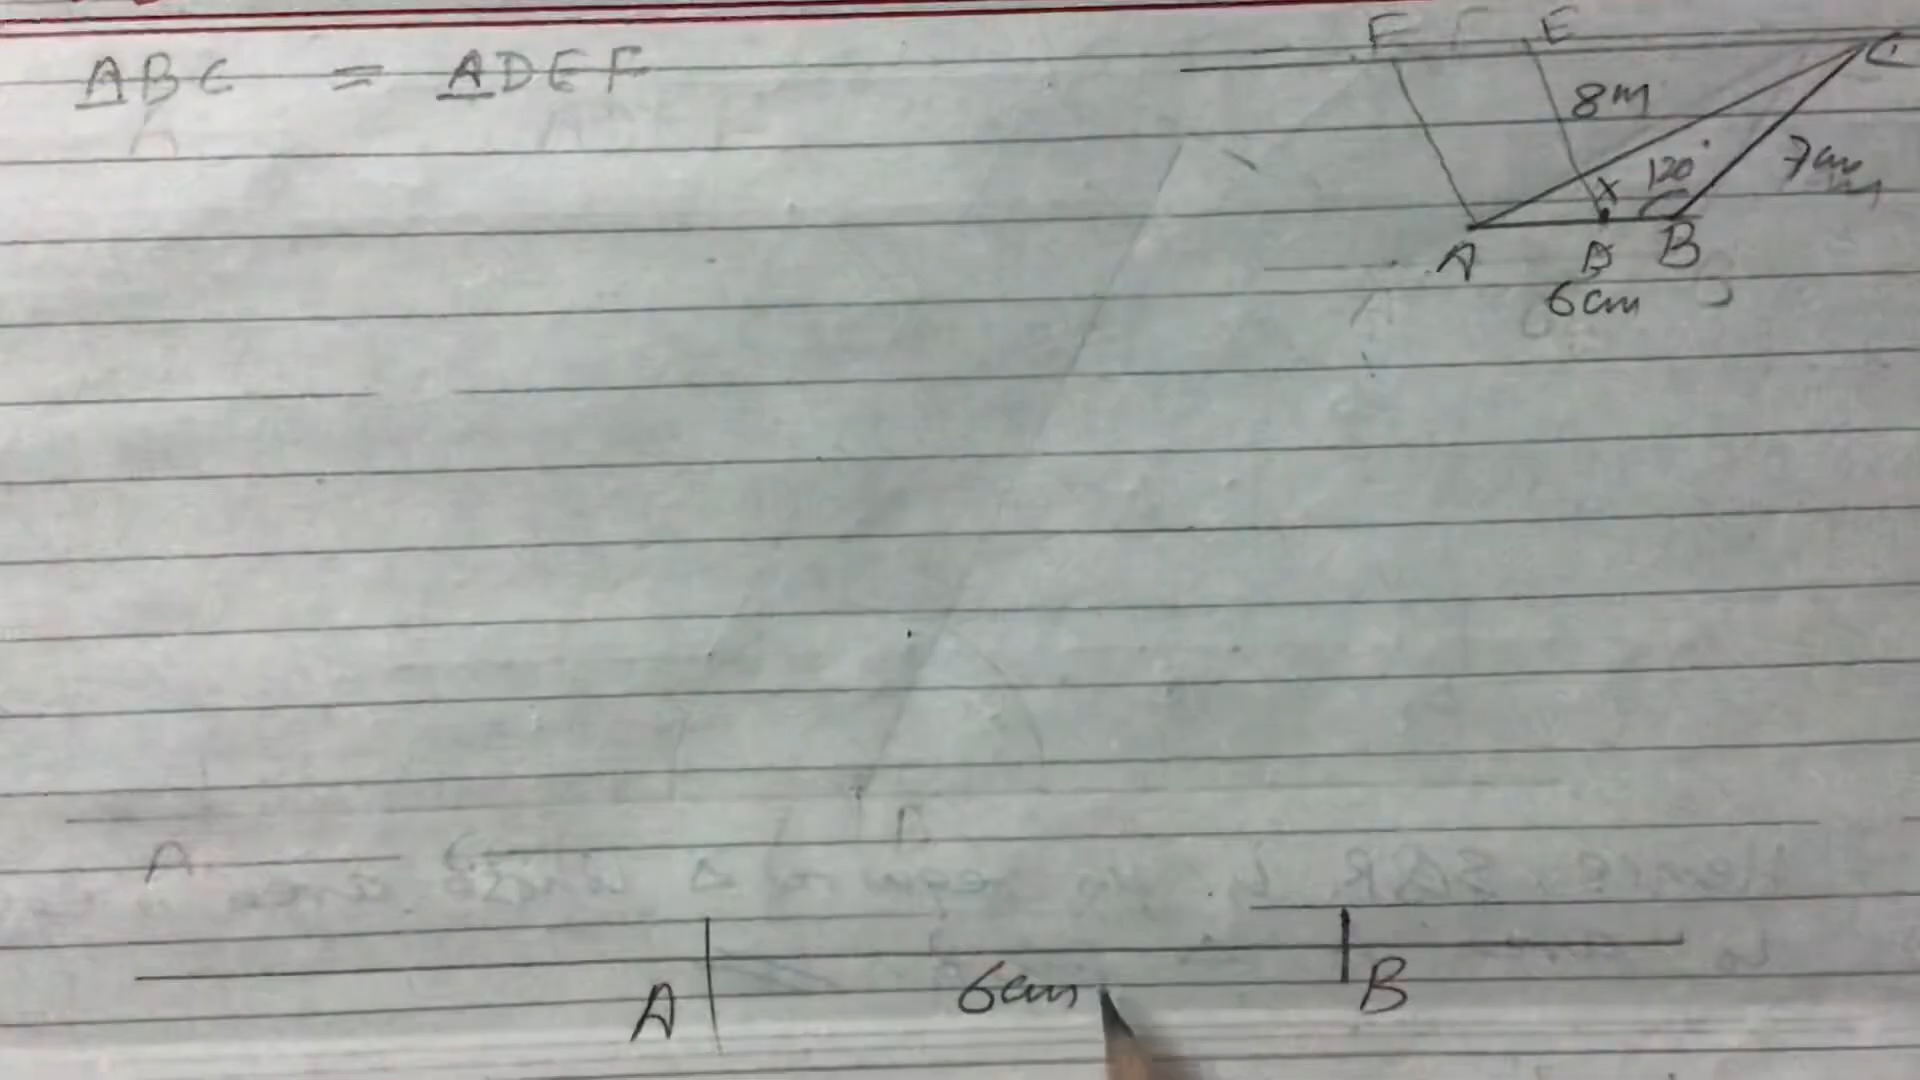 ABC = ADEF
F E C
8m
120° 7cm
x
A D B
6cm
A 6cm B